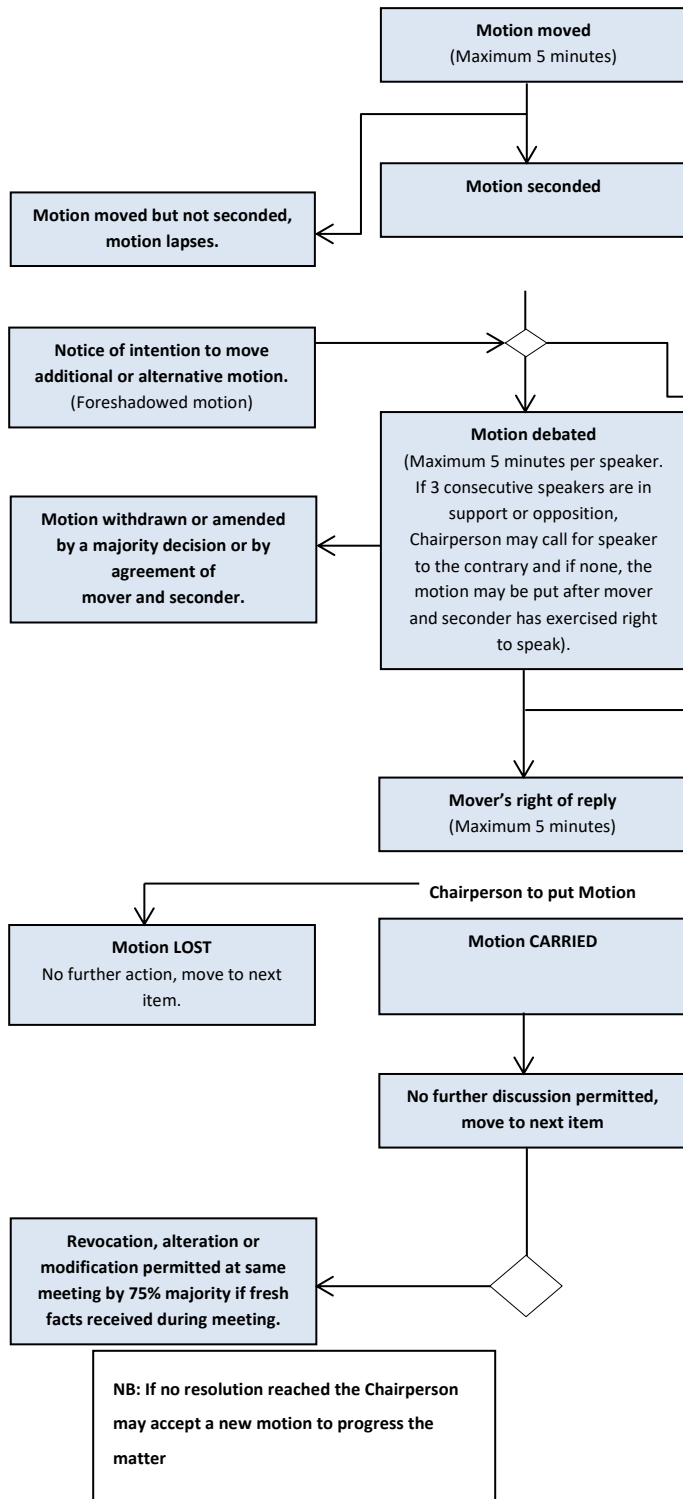 Motion moved
(Maximum 5 minutes)
Motion seconded
Motion moved but not seconded,
motion lapses.
Notice of intention to move
additional or alternative motion.
(Foreshadowed motion)
Motion debated
(Maximum 5 minutes per speaker.
If 3 consecutive speakers are in
support or opposition,
Chairperson may call for speaker
to the contrary and if none, the
motion may be put after mover
and seconder has exercised right
to speak).
Motion withdrawn or amended
by a majority decision or by
agreement of
mover and seconder.
Mover’s right of reply
(Maximum 5 minutes)
Chairperson to put Motion
Motion LOST
No further action, move to next
item.
Motion CARRIED
No further discussion permitted,
move to next item
Revocation, alteration or
modification permitted at same
meeting by 75% majority if fresh
facts received during meeting.
NB: If no resolution reached the Chairperson
may accept a new motion to progress the
matter